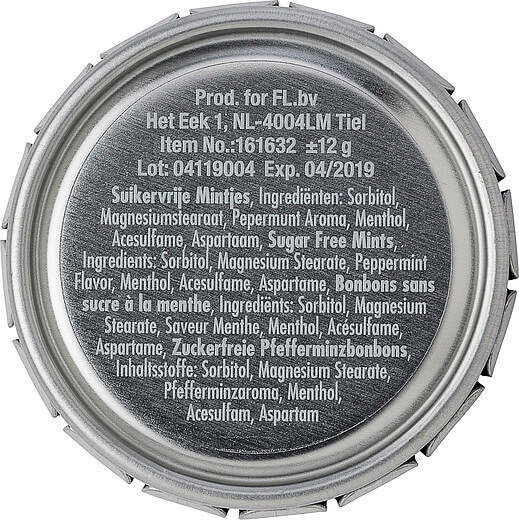 Prod. for FL.bv
Het Eek 1, NL-4004LM Tiel
Item No.:161632 ±12 g
Lot: 04119004 Exp. 04/2019
Suikervrije Mintjes, Ingrediënten: Sorbitol,
Magnesiumstearaat, Pepermunt Aroma, Menthol,
Acesulfame, Aspartaam, Sugar Free Mints,
Ingredients: Sorbitol, Magnesium Stearate, Peppermint
Flavor, Menthol, Acesulfame, Aspartame, Bonbons sans
sucre à la menthe, Ingrediënts: Sorbitol, Magnesium
Stearate, Saveur Menthe, Menthol, Acésulfame,
Aspartame, Zuckerfreie Pfefferminzbonbons,
Inhaltsstoffe: Sorbitol, Magnesium Stearate,
Pfefferminzaroma, Menthol,
Acesulfam, Aspartam